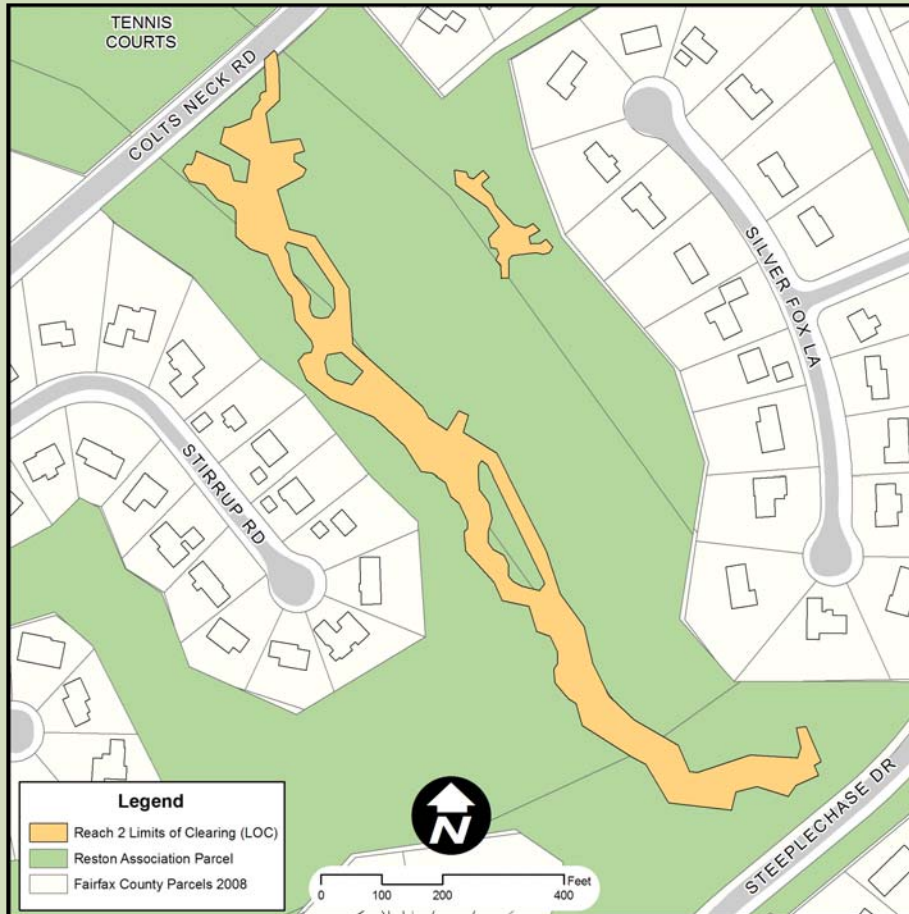 TENNIS
COURTS
COLTS NECK RD
SILVER FOX LA
STIRRUP RD
STEEPLECHASE DR
Legend
Reach 2 Limits of Clearing (LOC)
Reston Association Parcel
Fairfax County Parcels 2008
N
Feet
0 100 200 400